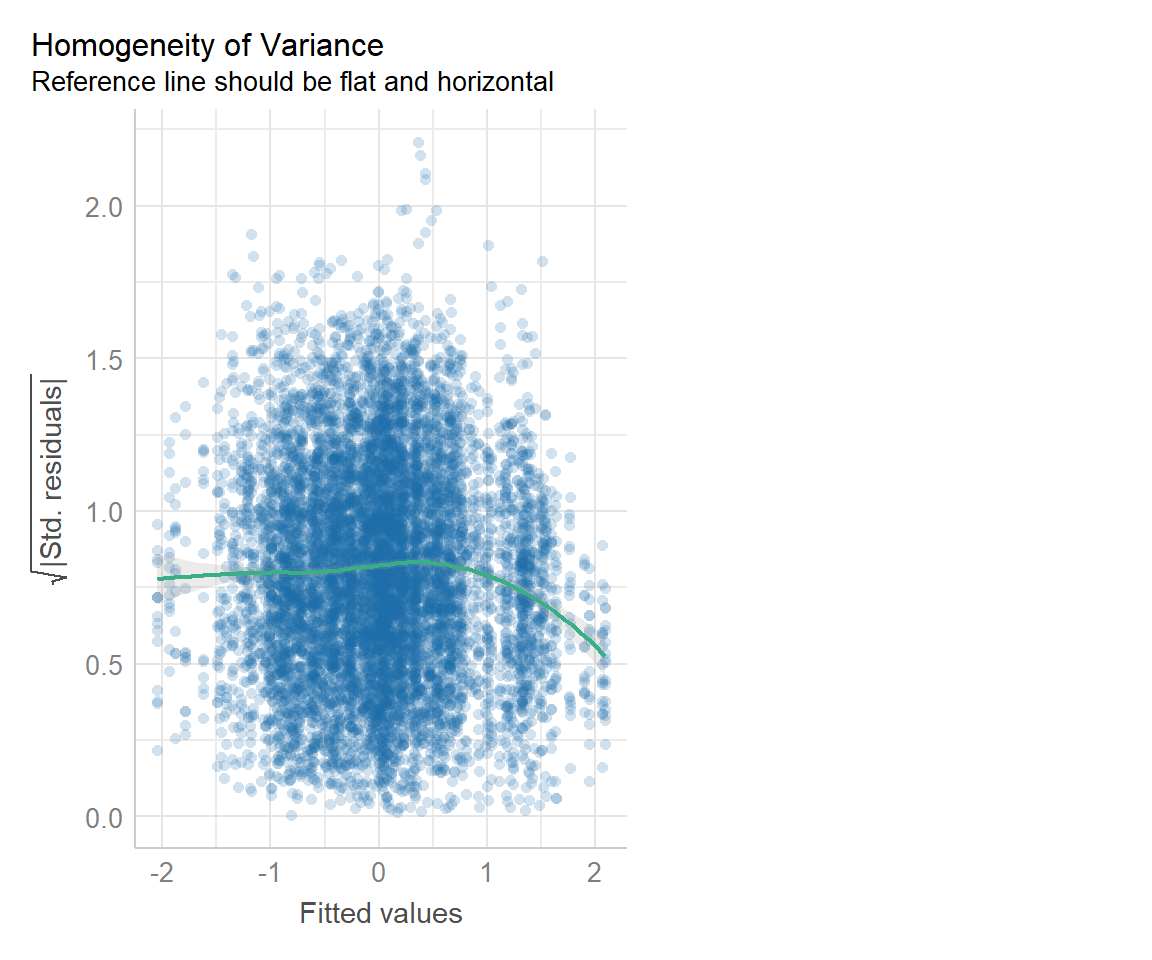 Homogeneity of Variance
Reference line should be flat and horizontal
√|Std. residuals|
2.0
1.5
1.0
0.5
0.0
-2 -1 0 1 2
Fitted values